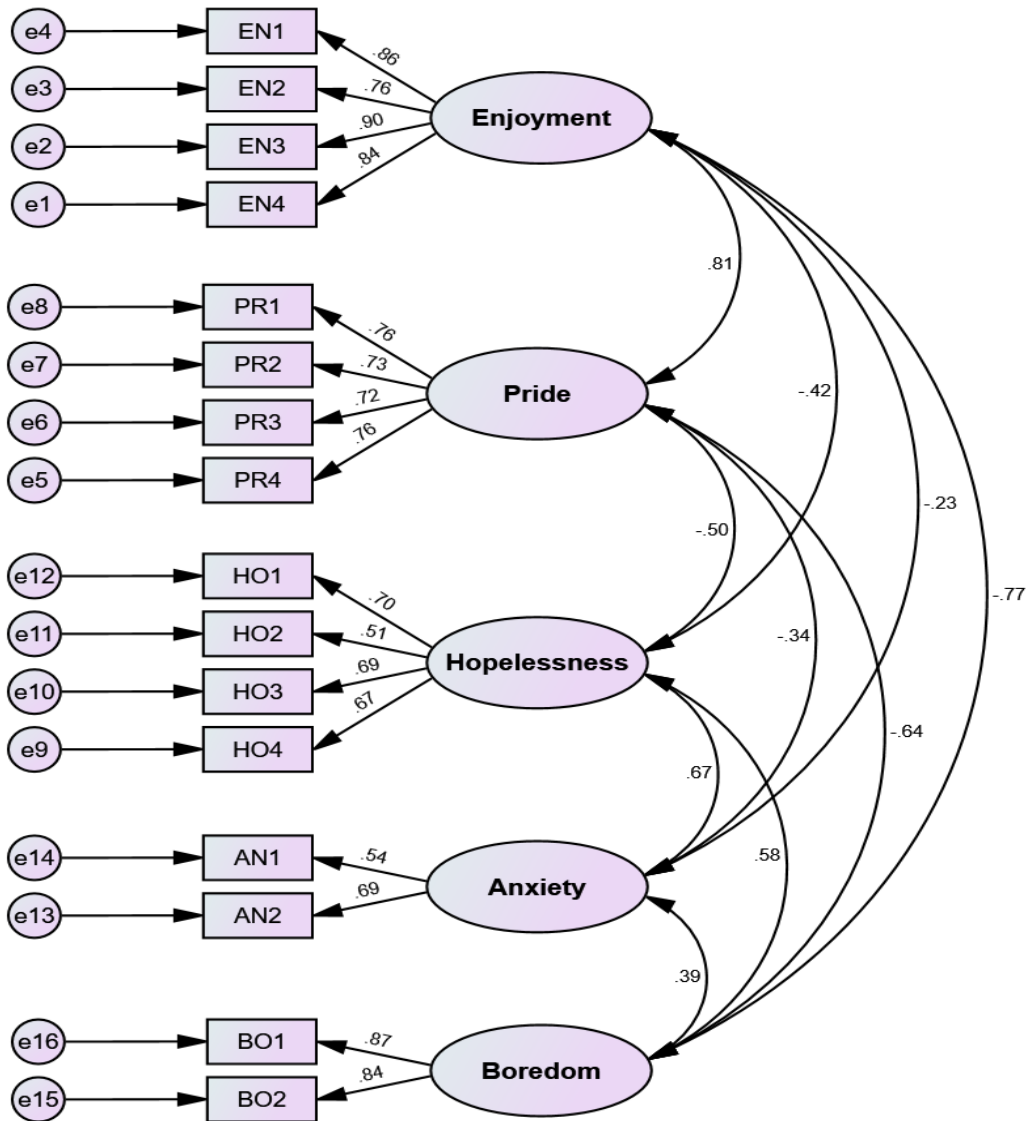 e4 EN1 .86
e3 EN2 .76
e2 EN3 .90
e1 EN4 .84
Enjoyment
e8 PR1 .76
e7 PR2 .73
e6 PR3 .72
e5 PR4 .76
Pride
e12 HO1 .70
e11 HO2 .51
e10 HO3 .69
e9 HO4 .67
Hopelessness
e14 AN1 .54
e13 AN2 .69
Anxiety
e16 BO1 .87
e15 BO2 .84
Boredom
.81
-.42
-.23
-.77
-.50
-.34
-.64
.67
.58
.39